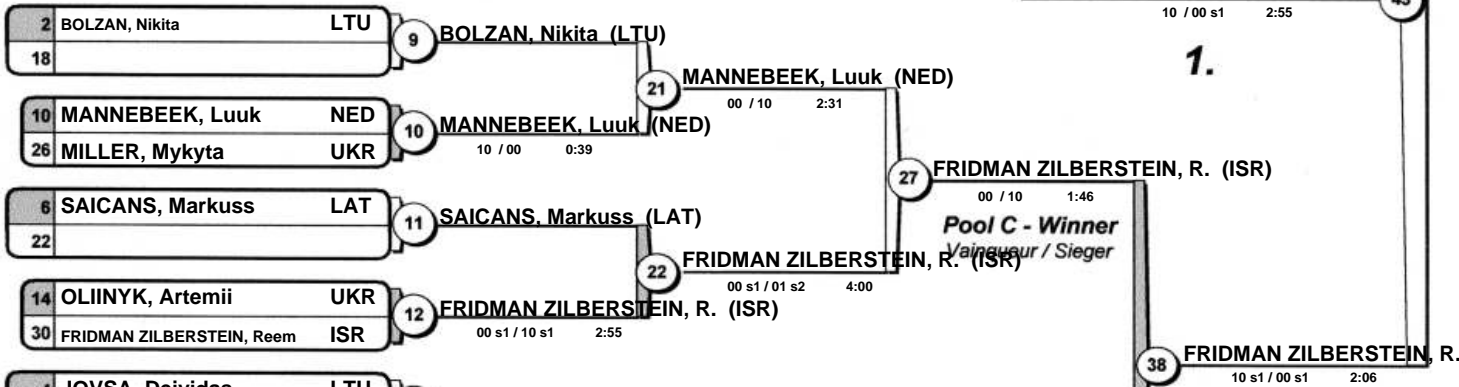 10 / 00 s1 2:55
2 BOLZAN, Nikita LTU
18
9
BOLZAN, Nikita (LTU)
1.
21
MANNEBEEK, Luuk (NED)
00 / 10 2:31
10 MANNEBEEK, Luuk NED
26 MILLER, Mykyta UKR
10
MANNEBEEK, Luuk (NED)
10 / 00 0:39
27
FRIDMAN ZILBERSTEIN, R. (ISR)
00 / 10 1:46
Pool C - Winner
Vainqueur / Sieger
6 SAICANS, Markuss LAT
22
11
SAICANS, Markuss (LAT)
22
FRIDMAN ZILBERSTEIN, R. (ISR)
00 s1 / 01 s2 4:00
14 OLIINYK, Artemii UKR
30 FRIDMAN ZILBERSTEIN, Reem ISR
12
FRIDMAN ZILBERSTEIN, R. (ISR)
00 s1 / 10 s1 2:55
38
FRIDMAN ZILBERSTEIN, R.
10 s1 / 00 s1 2:06
JOVSA, Deividas LTU